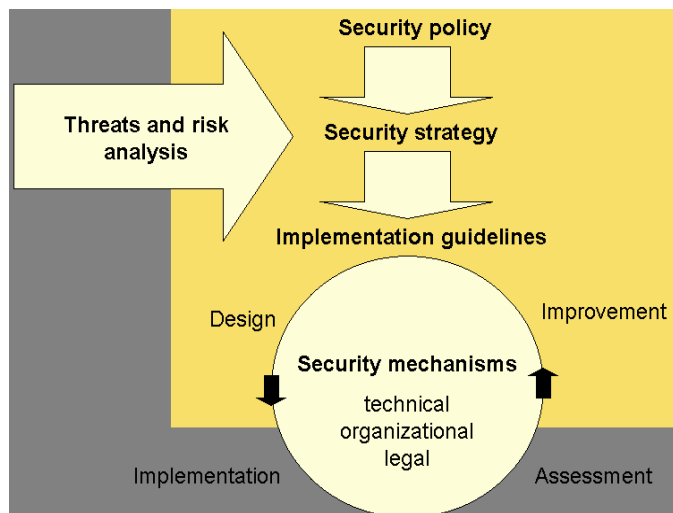 Security policy
Threats and risk
analysis
Security strategy
Implementation guidelines
Design
Improvement
Security mechanisms
technical
organizational
legal
Implementation
Assessment